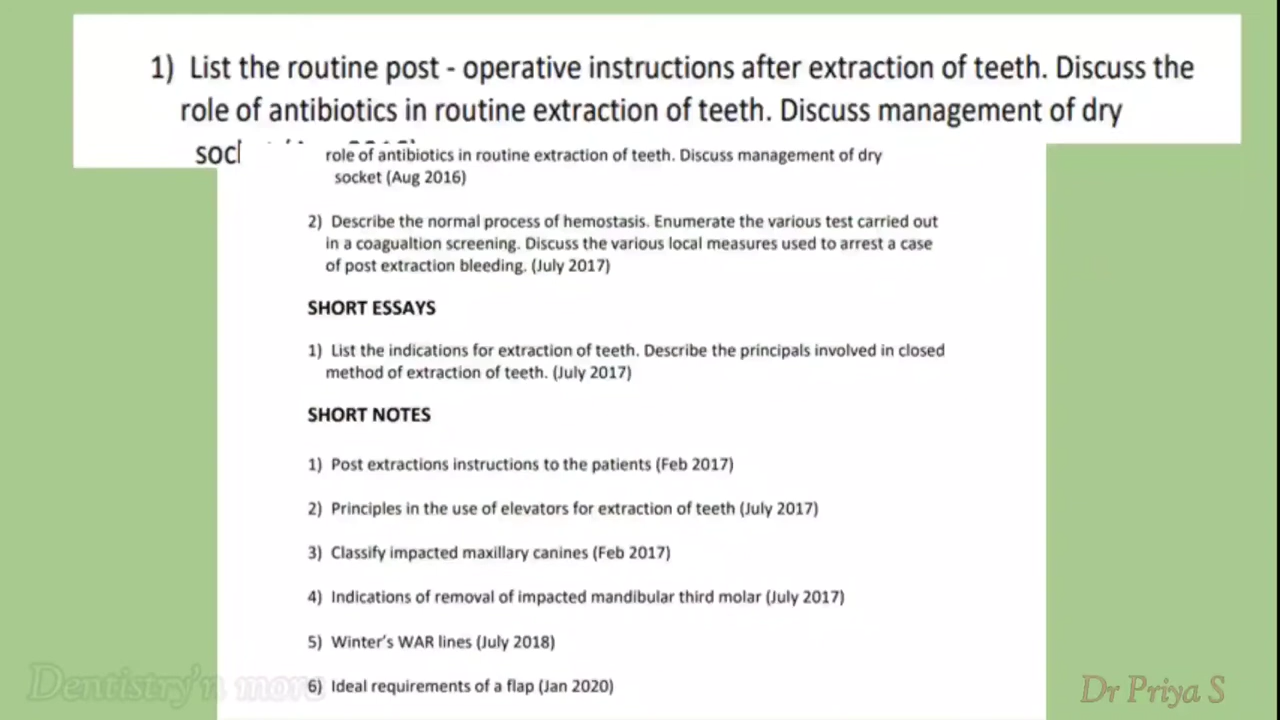 1) List the routine post - operative instructions after extraction of teeth. Discuss the
role of antibiotics in routine extraction of teeth. Discuss management of dry
role of antibiotics in routine extraction of teeth. Discuss management of dry
socket (Aug 2016)
2) Describe the normal process of hemostasis. Enumerate the various test carried out
in a coagualtion screening. Discuss the various local measures used to arrest a case
of post extraction bleeding. (July 2017)
SHORT ESSAYS
1) List the indications for extraction of teeth. Describe the principals involved in closed
method of extraction of teeth. (July 2017)
SHORT NOTES
1) Post extractions instructions to the patients (Feb 2017)
2) Principles in the use of elevators for extraction of teeth (July 2017)
3) Classify impacted maxillary canines (Feb 2017)
4) Indications of removal of impacted mandibular third molar (July 2017)
5) Winter's WAR lines (July 2018)
6) Ideal requirements of a flap (Jan 2020)
Dentistry'n more
Dr Priya S